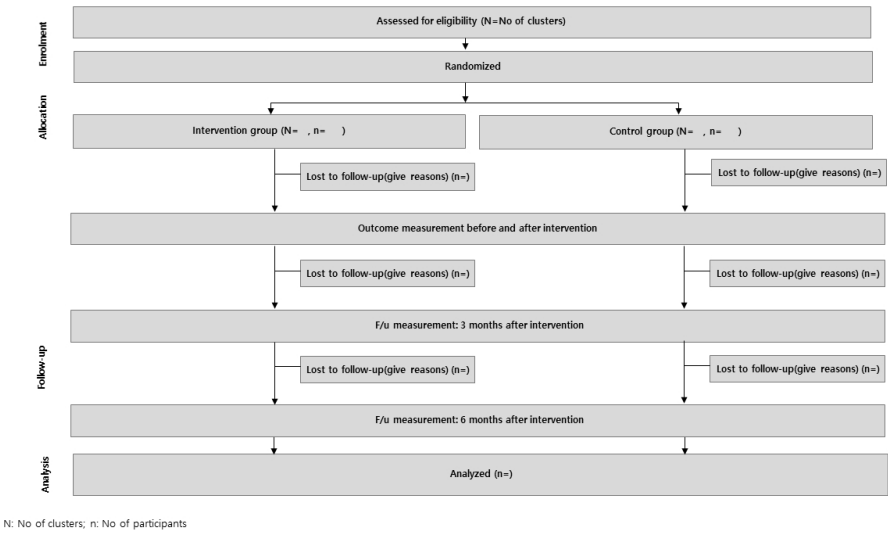 Enrolment
Assessed for eligibility (N=No of clusters)
Randomized
Allocation
Intervention group (N= , n= )
Control group (N= , n= )
Lost to follow-up(give reasons) (n=)
Lost to follow-up(give reasons) (n=)
Outcome measurement before and after intervention
Lost to follow-up(give reasons) (n=)
Lost to follow-up(give reasons) (n=)
Follow-up
F/u measurement: 3 months after intervention
Lost to follow-up(give reasons) (n=)
Lost to follow-up(give reasons) (n=)
F/u measurement: 6 months after intervention
Analysis
Analyzed (n=)
N: No of clusters; n: No of participants